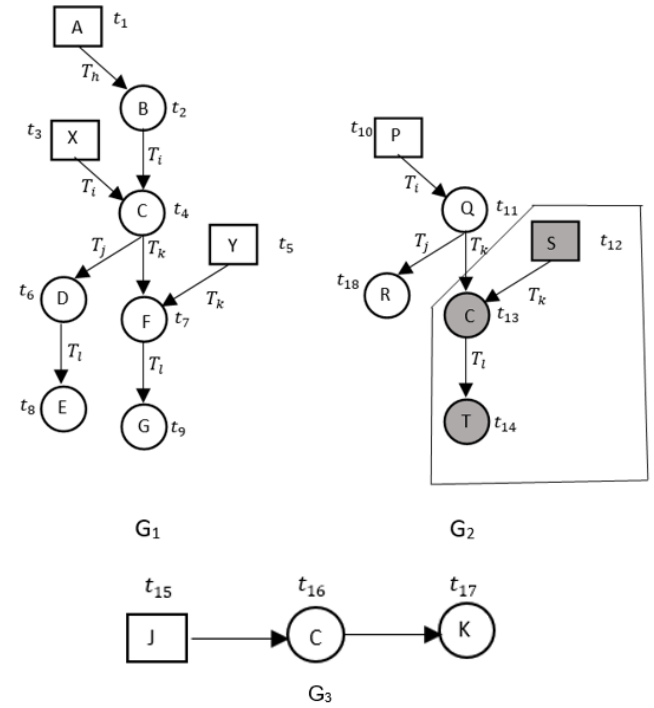 A t₁
Tₕ
B t₂
t₃ X
Tᵢ
Tᵢ
C t₄
Tⱼ
Tₖ
Y t₅
Tₖ
t₆ D
F t₇
Tₗ
Tₗ
t₈ E
G t₉
G₁
t₁₀ P
Tᵢ
Q t₁₁
Tⱼ
Tₖ
S t₁₂
Tₖ
t₁₈ R
C t₁₃
Tₗ
T t₁₄
G₂
t₁₅ t₁₆ t₁₇
J C K
G₃